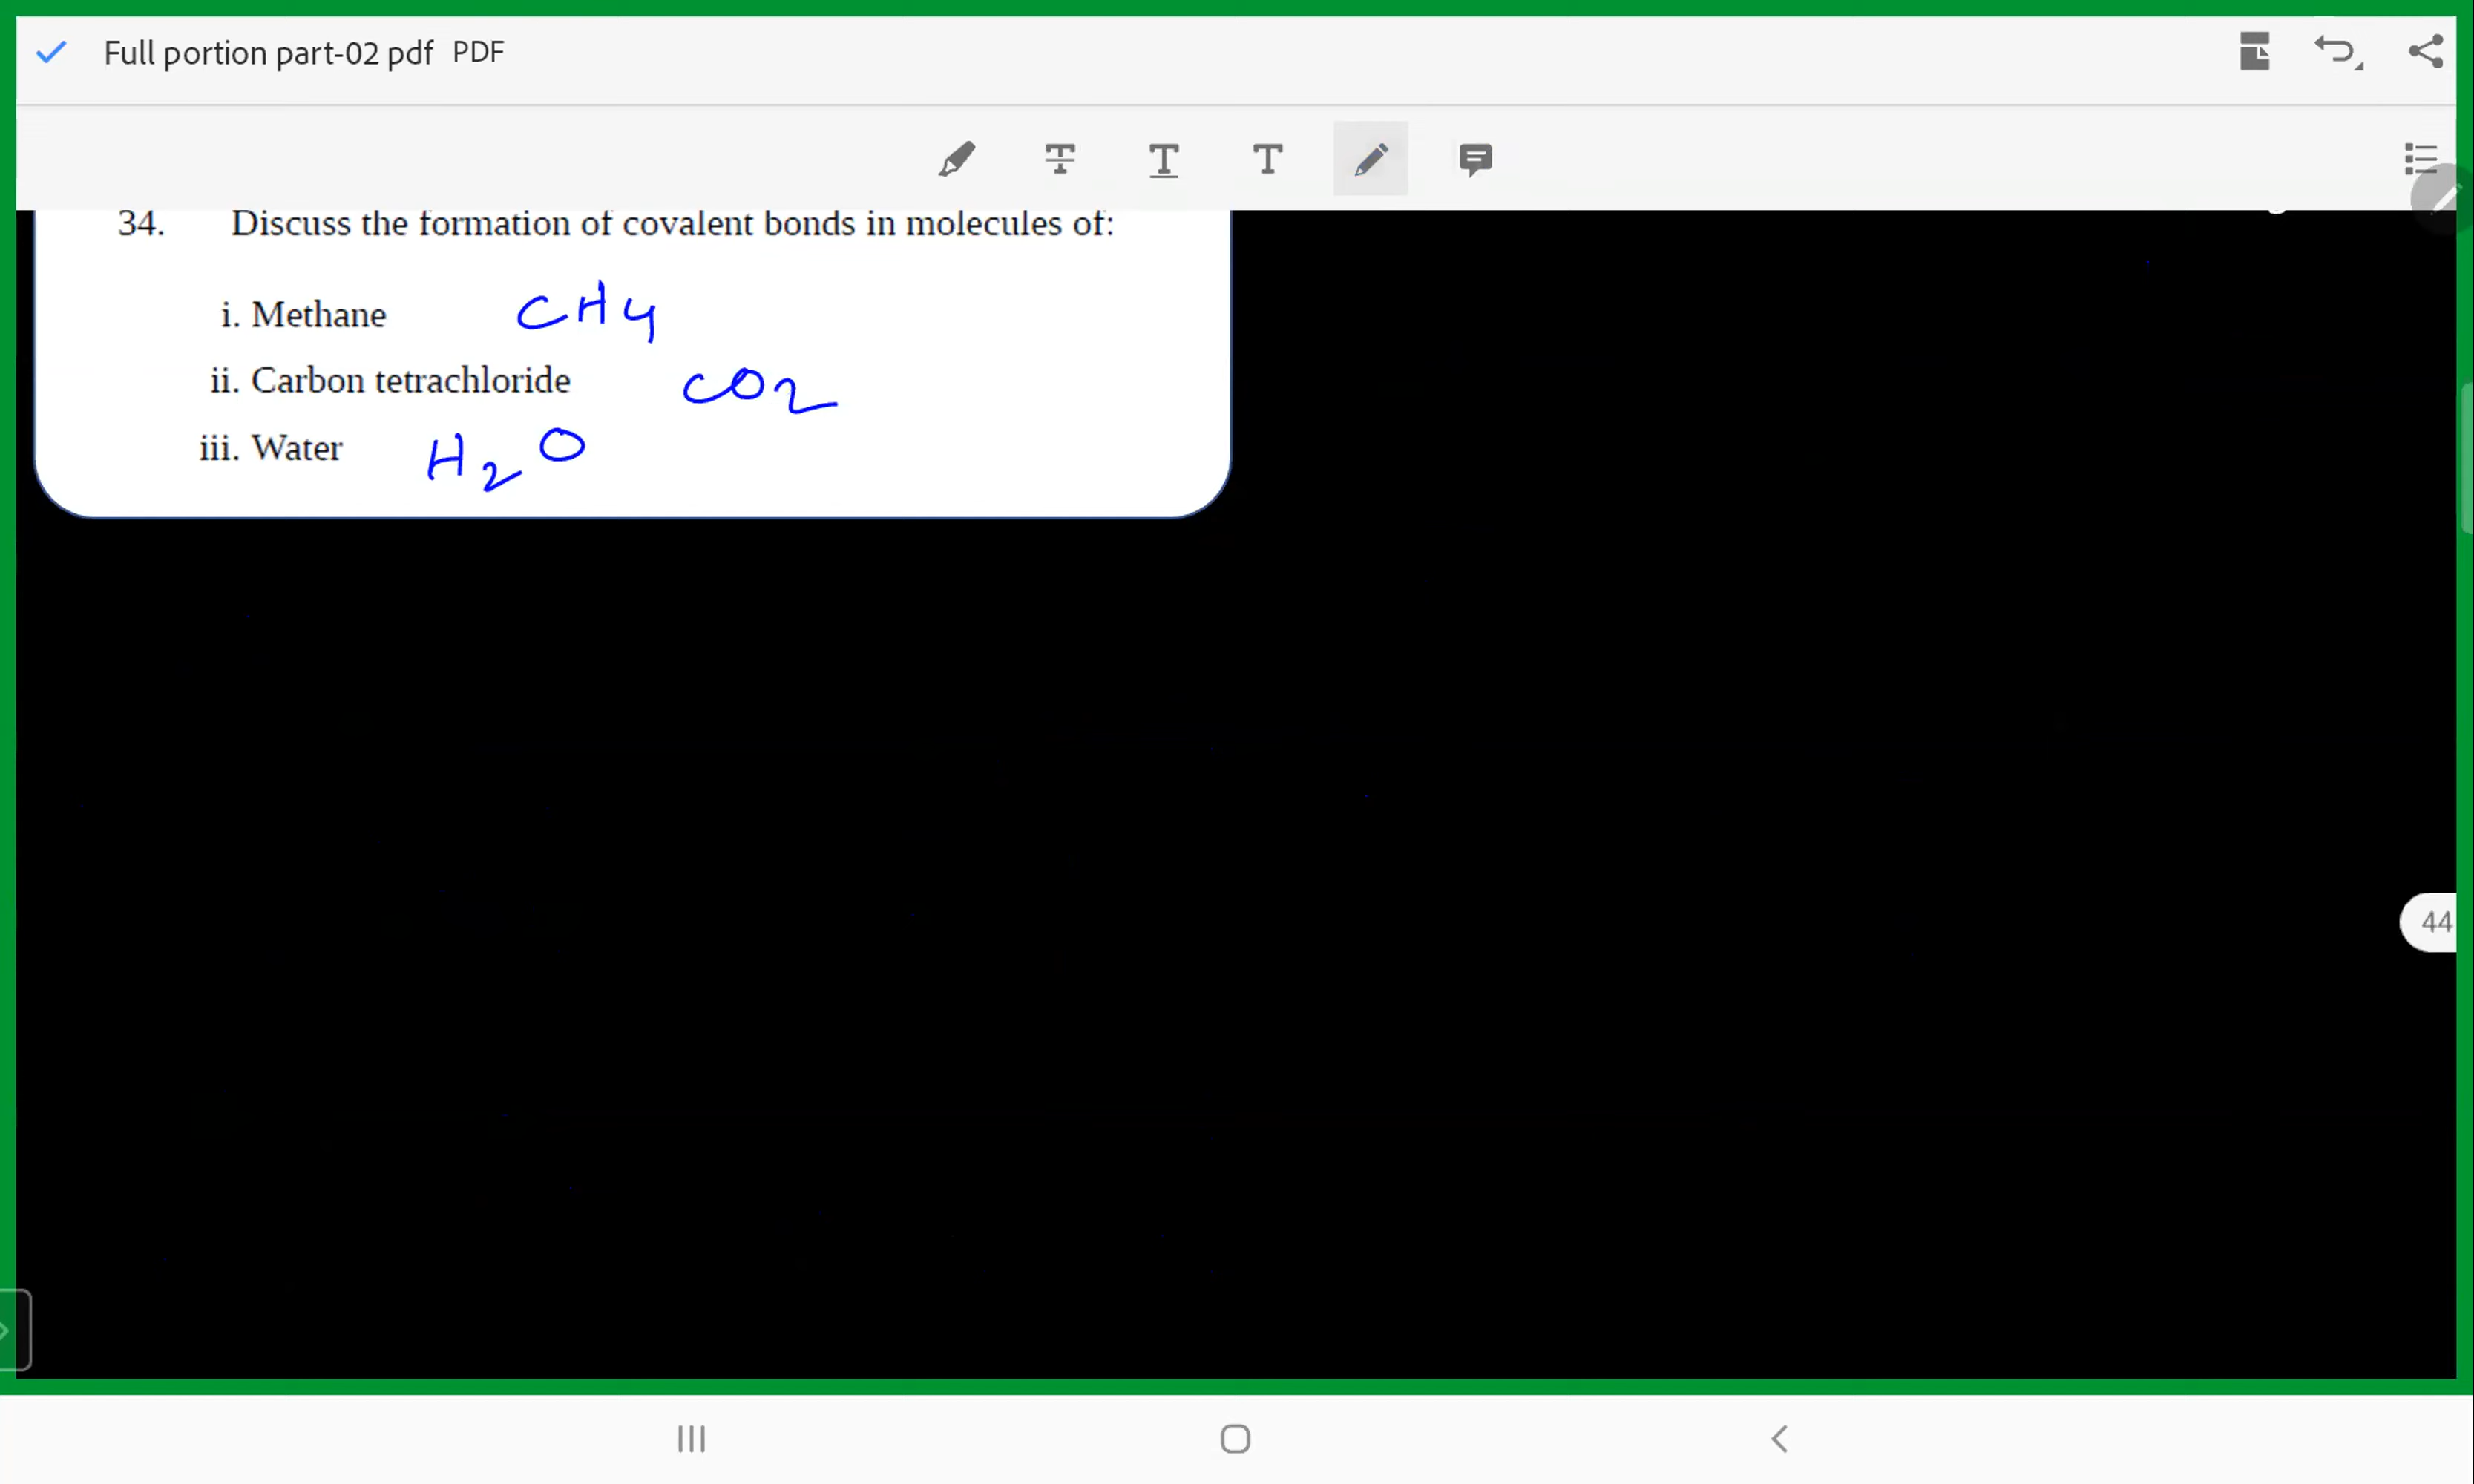 Full portion part-02 pdf PDF
34. Discuss the formation of covalent bonds in molecules of:
i. Methane CH4
ii. Carbon tetrachloride CO2
iii. Water H2O
44